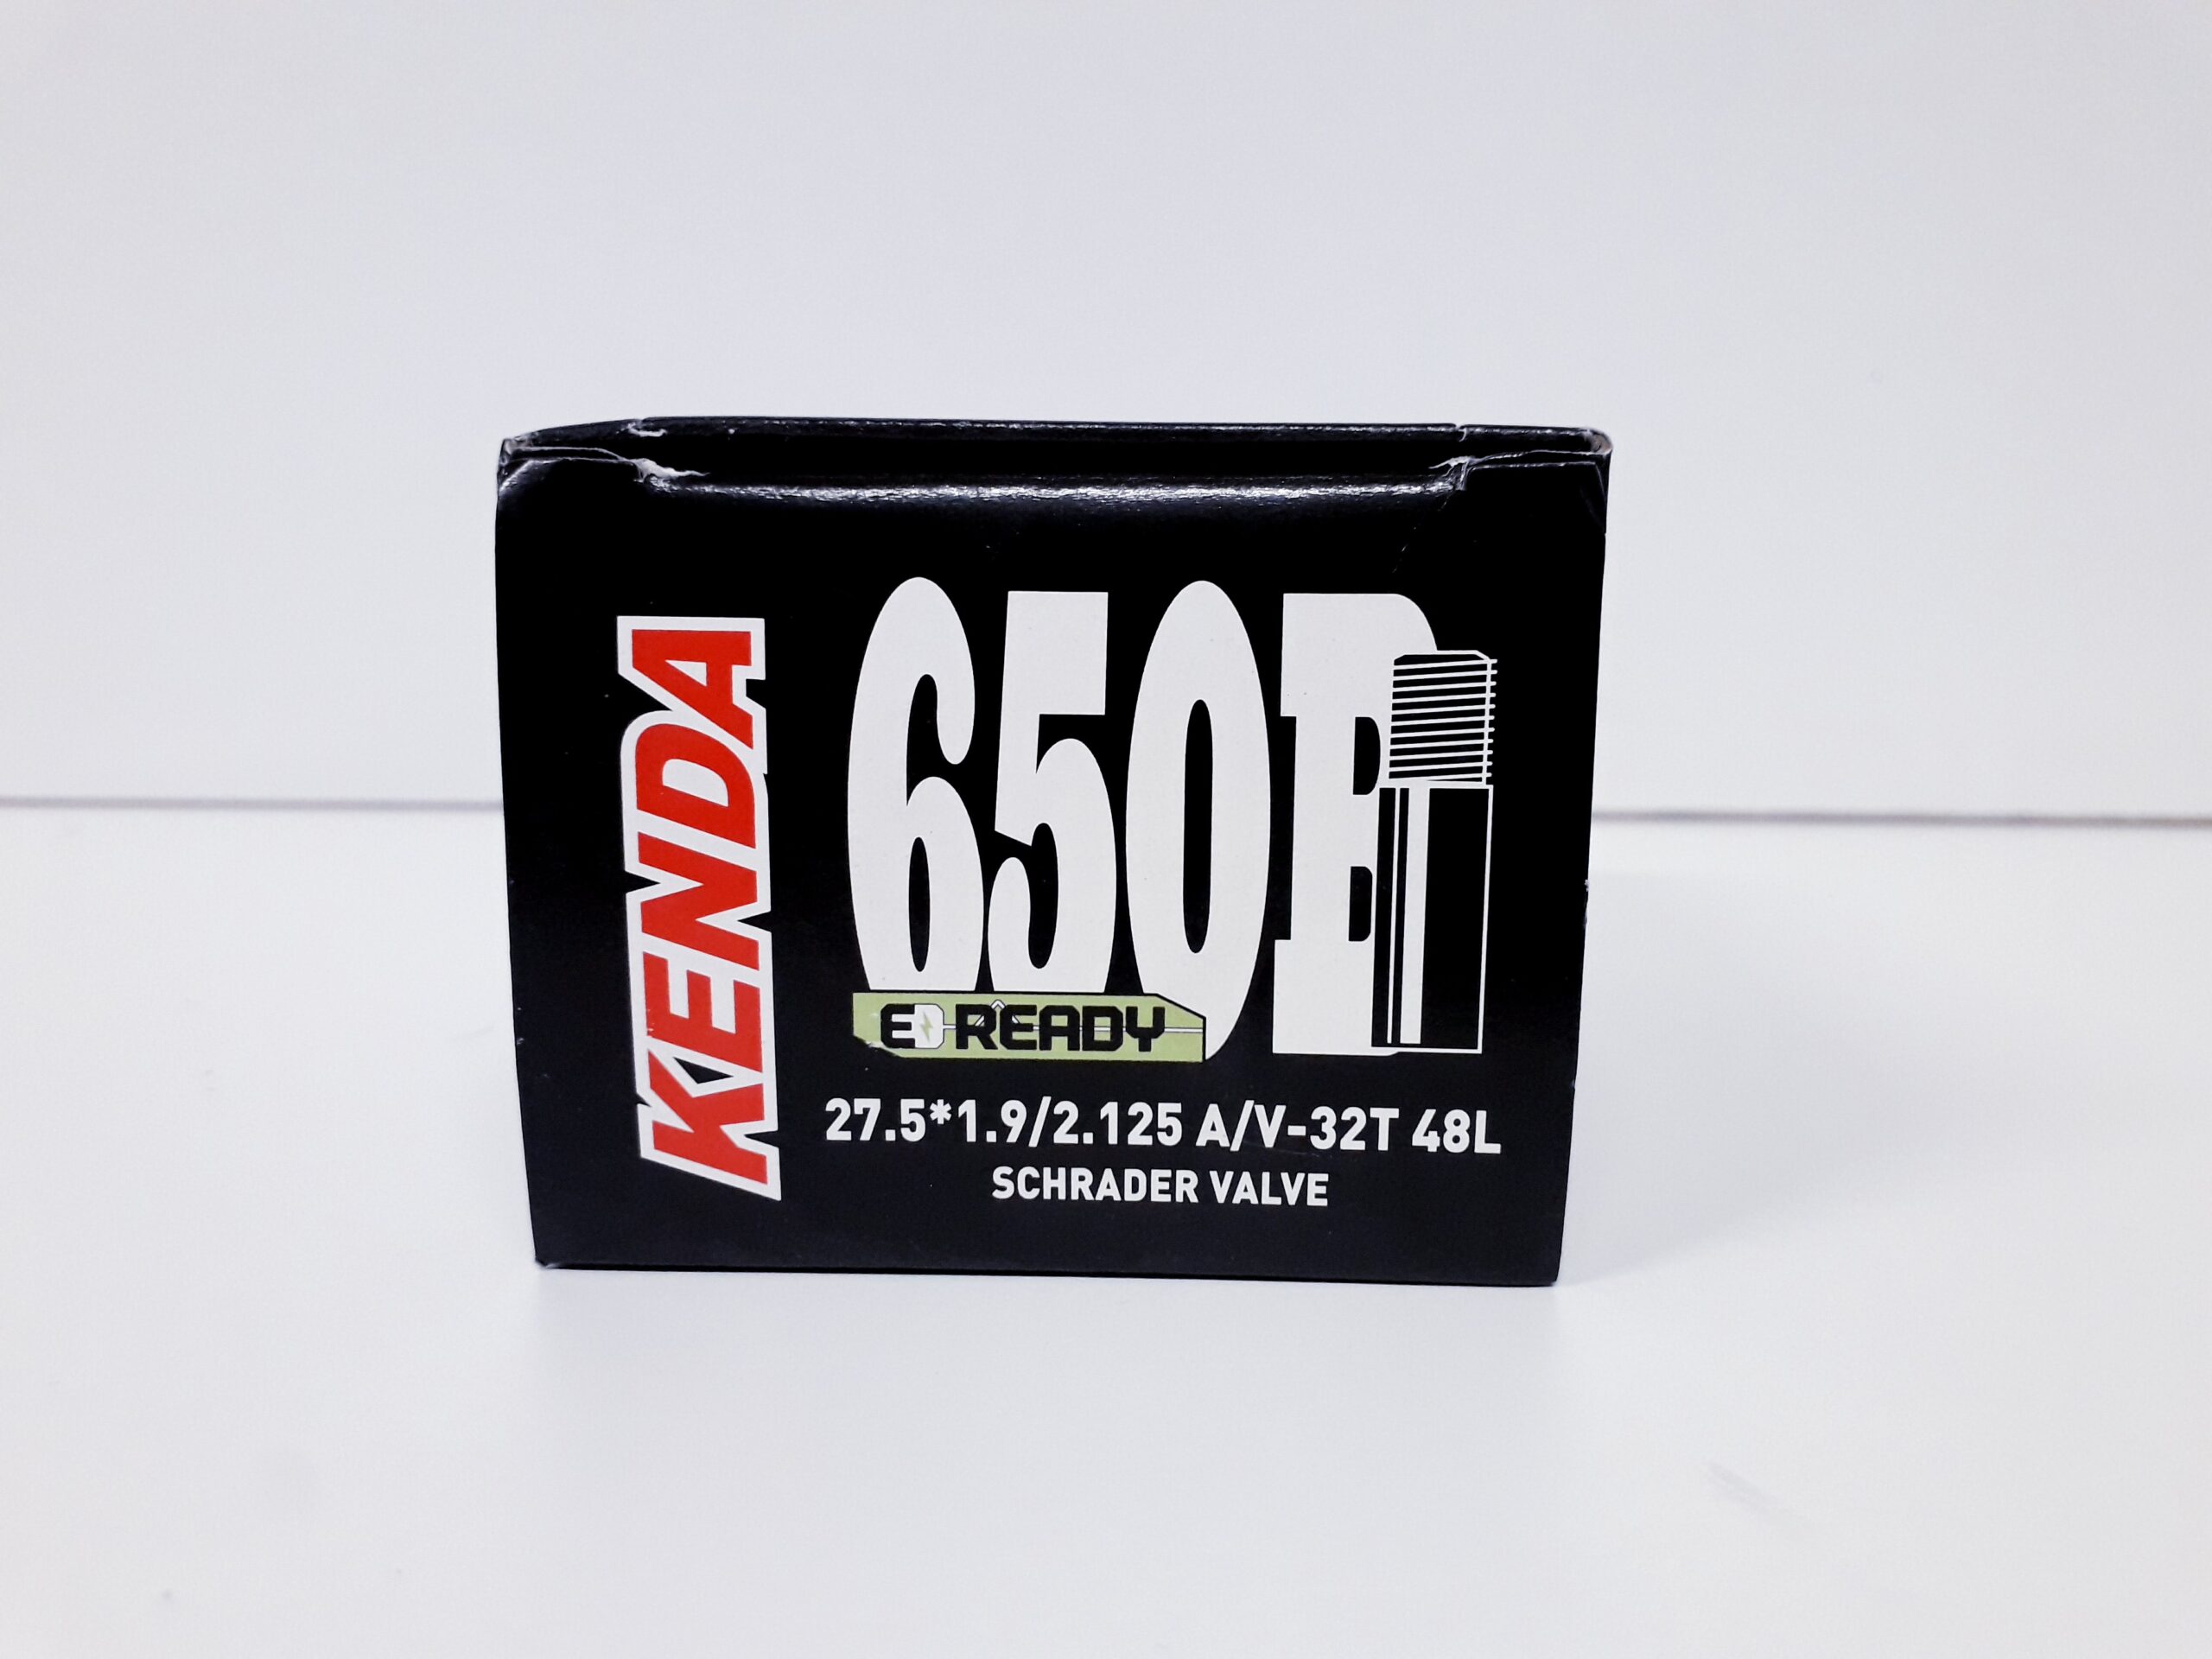 KENDA
650B
E READY
27.5*1.9/2.125 A/V-32T 48L
SCHRADER VALVE